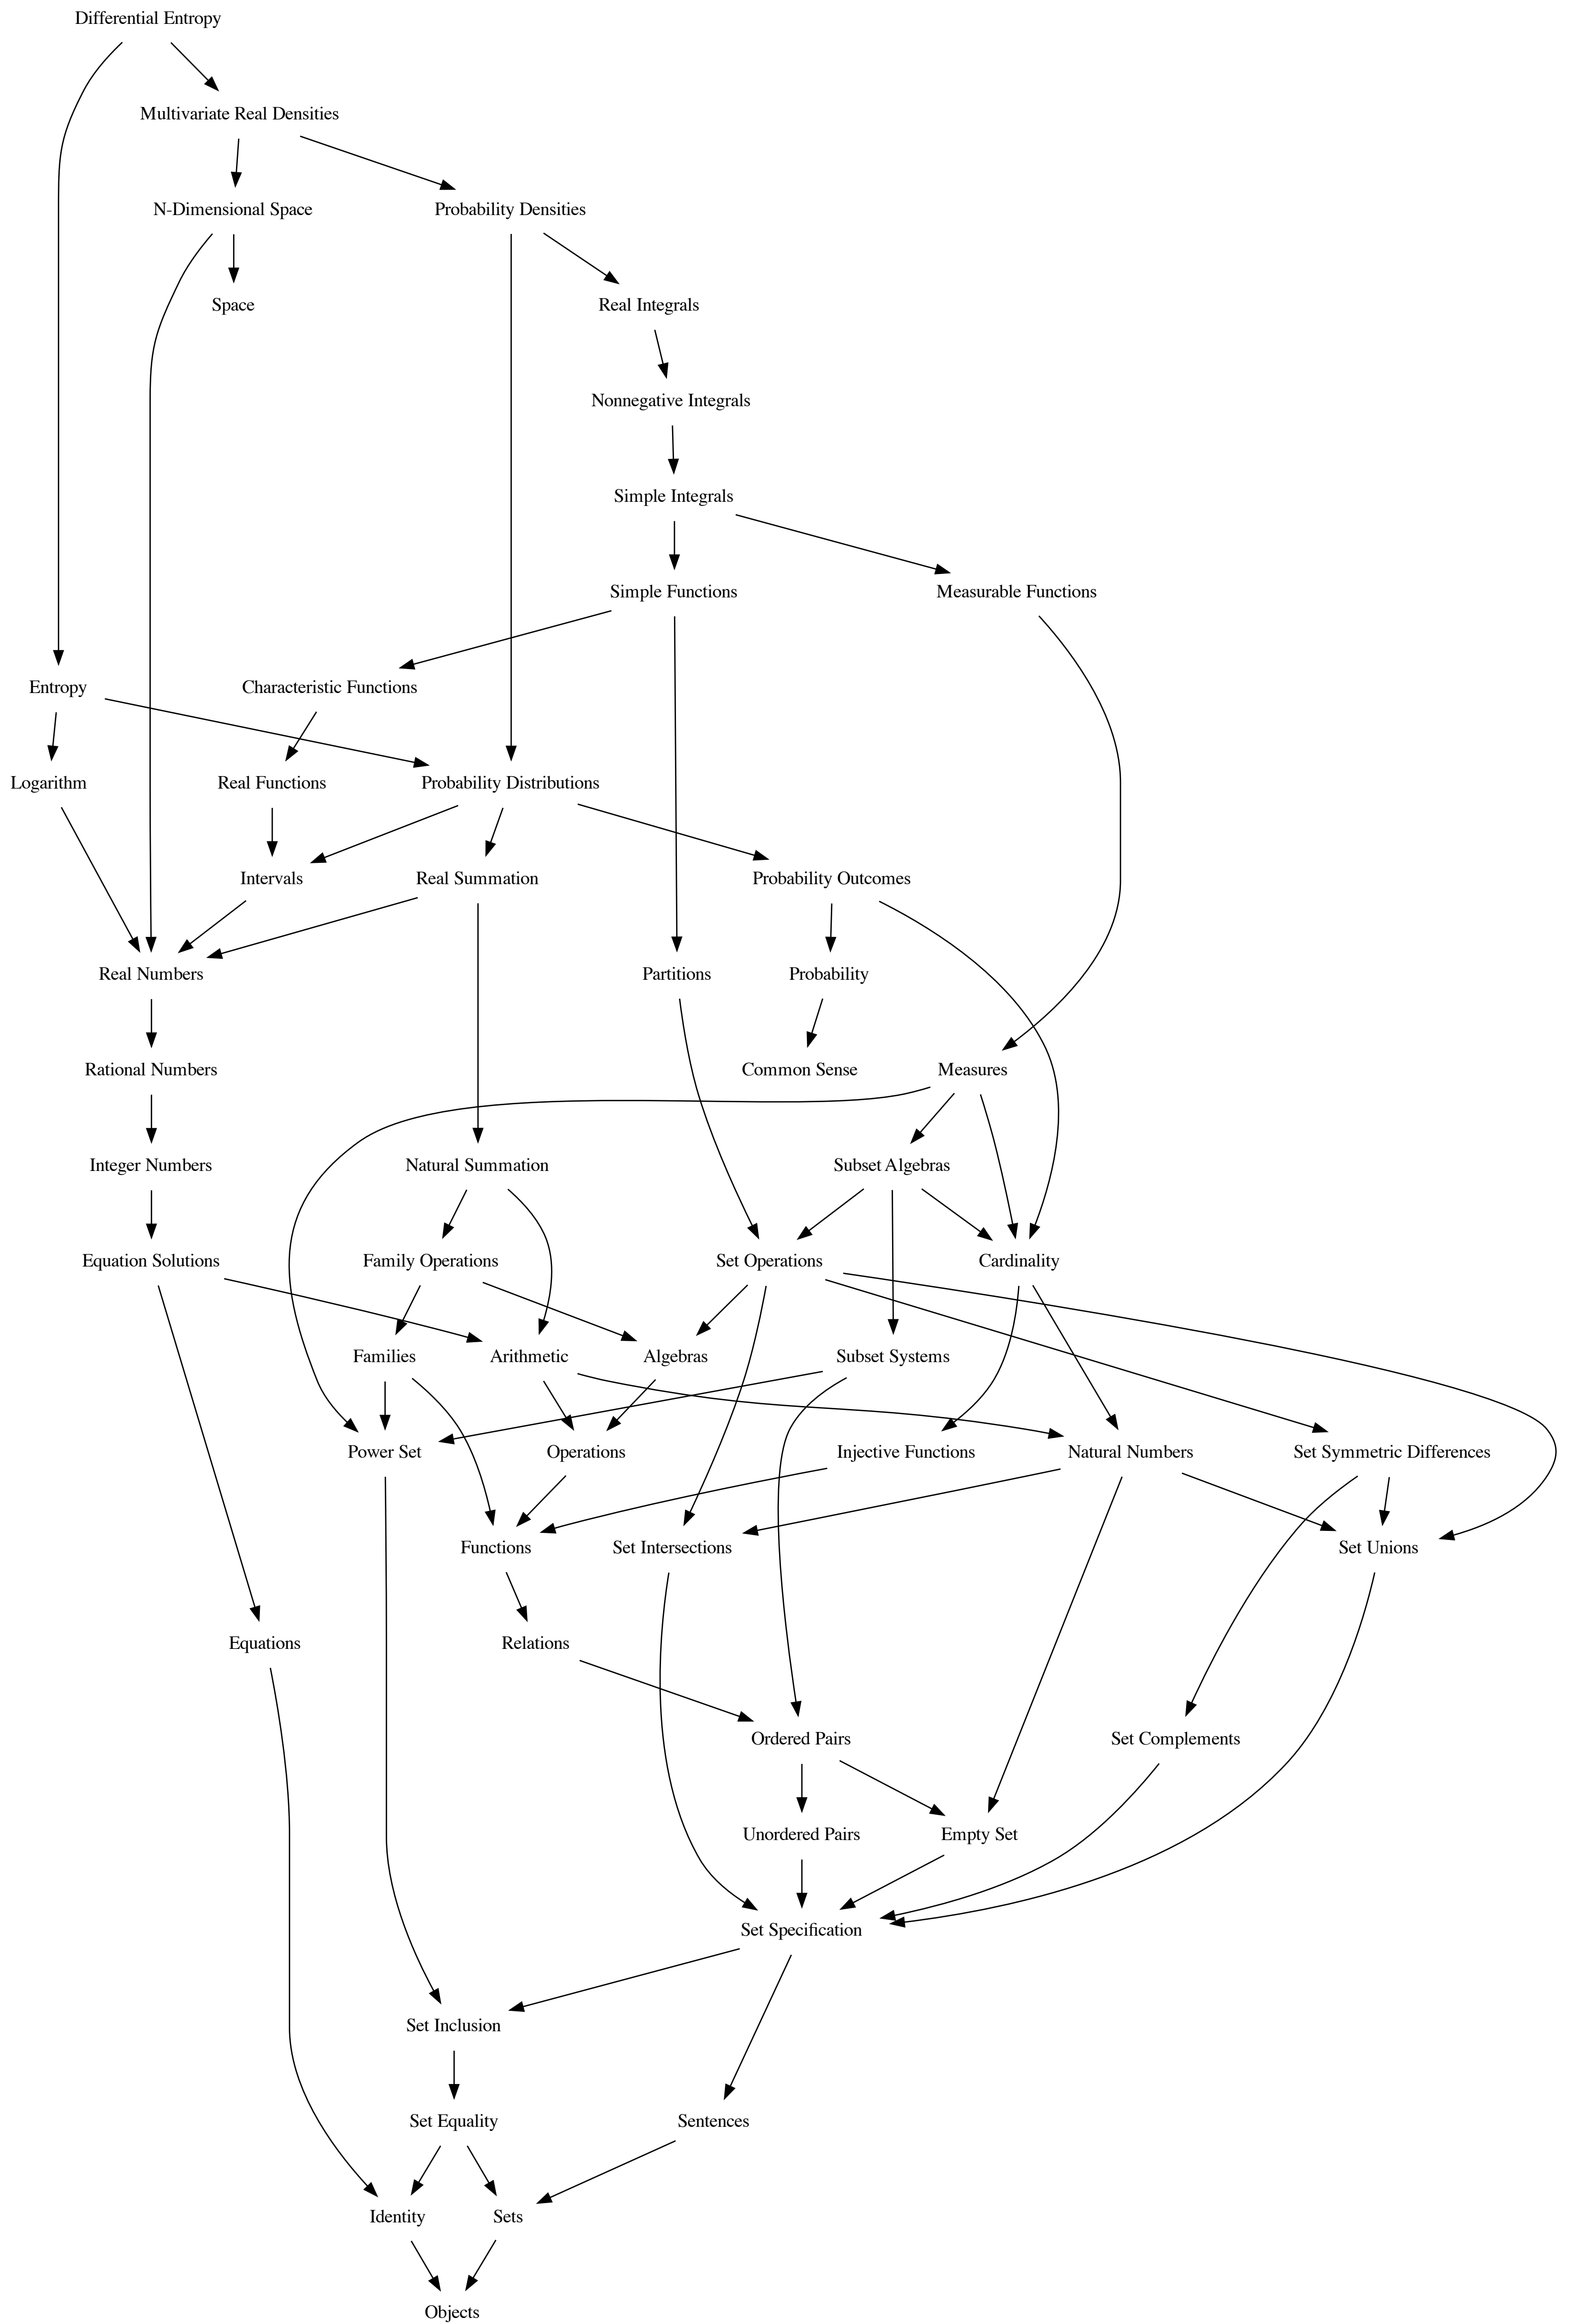 Differential Entropy
Multivariate Real Densities
N-Dimensional Space
Probability Densities
Space
Real Integrals
Nonnegative Integrals
Simple Integrals
Simple Functions
Measurable Functions
Entropy
Characteristic Functions
Logarithm
Real Functions
Probability Distributions
Intervals
Real Summation
Probability Outcomes
Real Numbers
Partitions
Probability
Rational Numbers
Common Sense
Measures
Integer Numbers
Natural Summation
Subset Algebras
Equation Solutions
Family Operations
Set Operations
Cardinality
Families
Arithmetic
Algebras
Subset Systems
Power Set
Operations
Injective Functions
Natural Numbers
Set Symmetric Differences
Functions
Set Intersections
Set Unions
Equations
Relations
Ordered Pairs
Set Complements
Unordered Pairs
Empty Set
Set Specification
Set Inclusion
Set Equality
Sentences
Identity
Sets
Objects